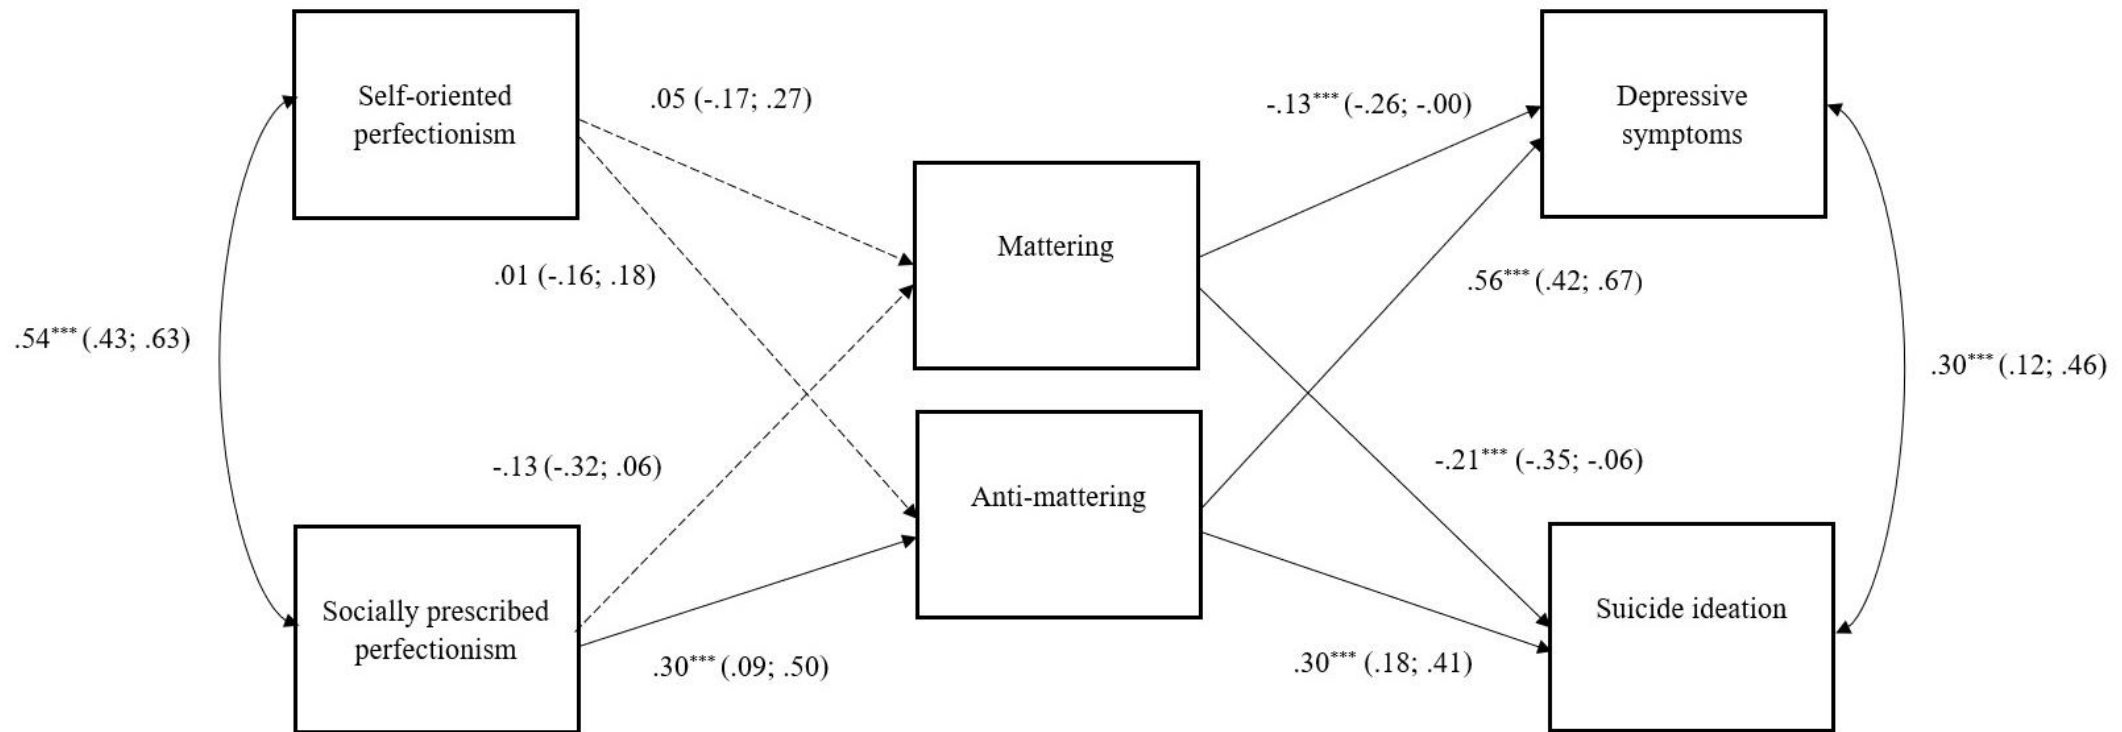 Self-oriented
perfectionism
.05 (-.17; .27)
-.13*** (-.26; -.00)
Depressive
symptoms
Mattering
.01 (-.16; .18)
.56*** (.42; .67)
.54*** (.43; .63)
.30*** (.12; .46)
-.13 (-.32; .06)
-.21*** (-.35; -.06)
Anti-mattering
Socially prescribed
perfectionism
Suicide ideation
.30*** (.09; .50)
.30*** (.18; .41)